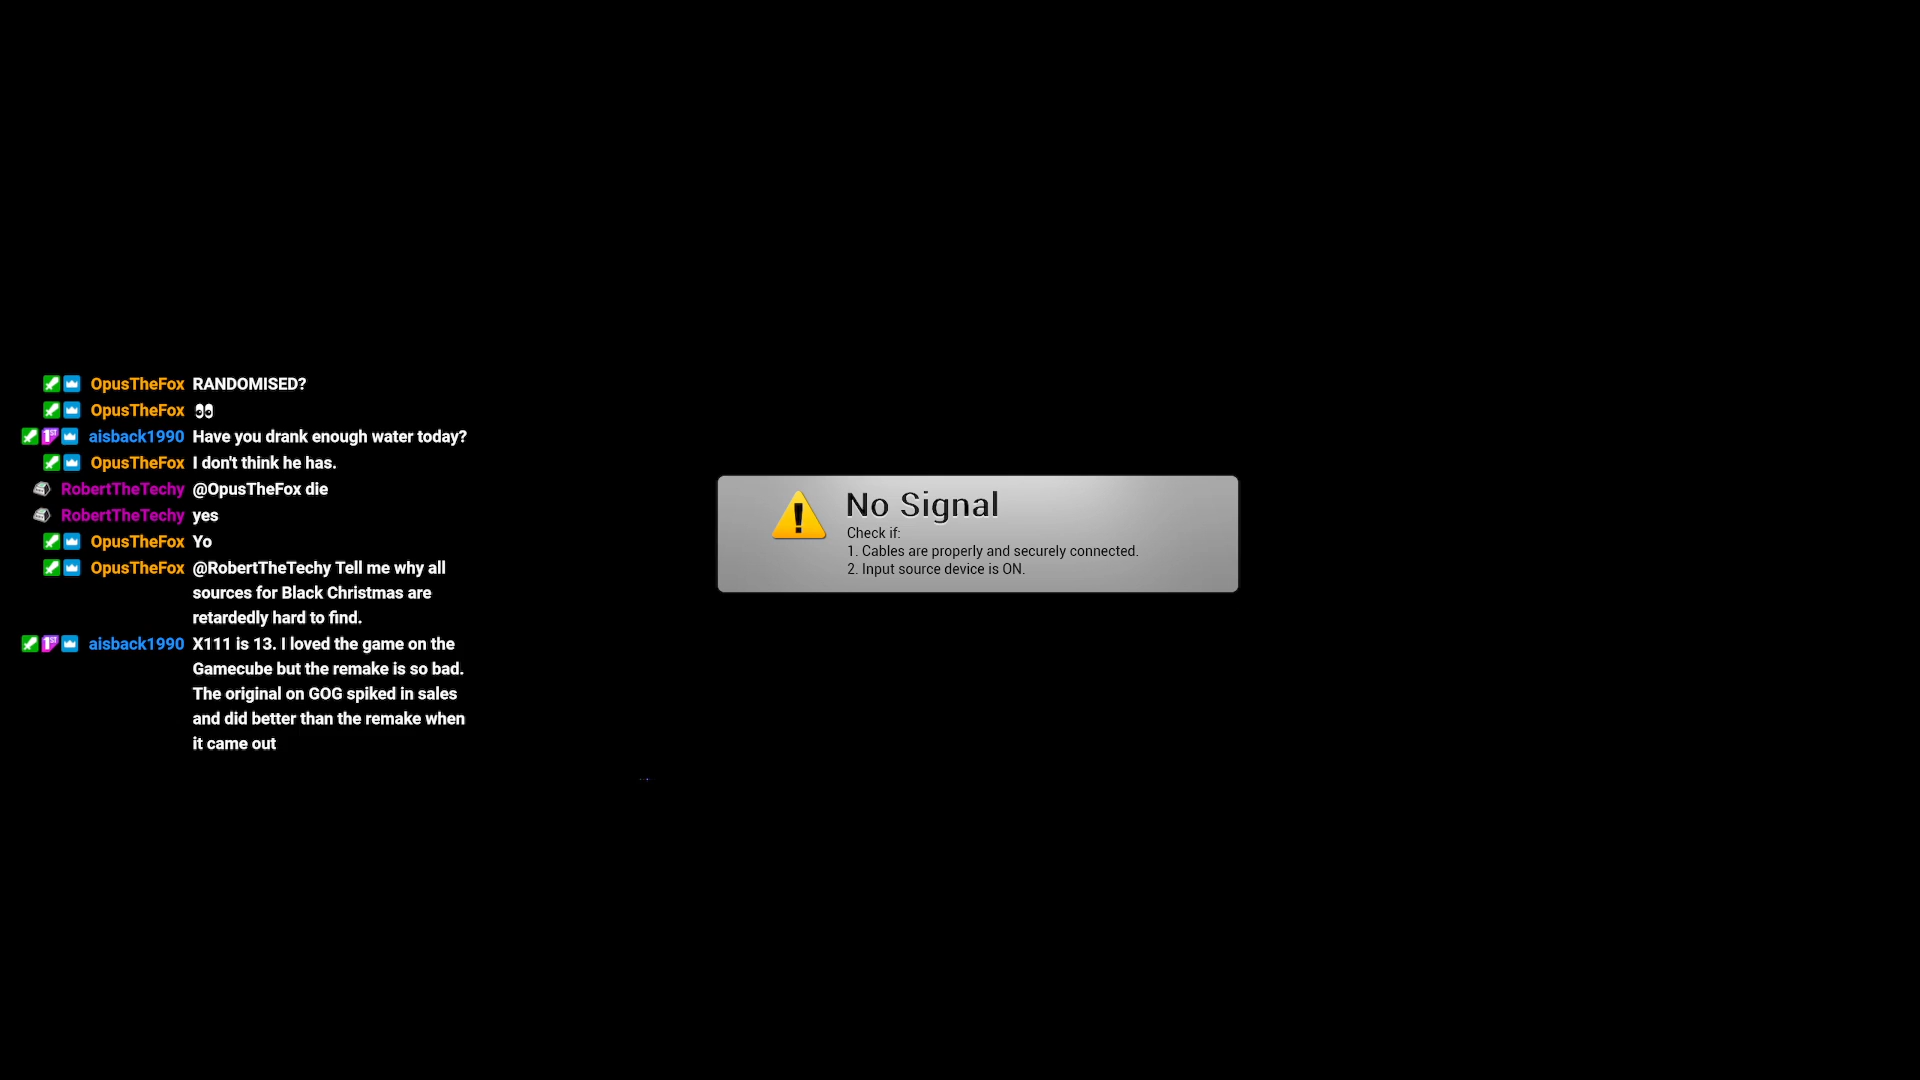 OpusTheFox RANDOMISED?
OpusTheFox 👀
aisback1990 Have you drank enough water today?
OpusTheFox I don't think he has.
RobertTheTechy @OpusTheFox die
RobertTheTechy yes
OpusTheFox Yo
OpusTheFox @RobertTheTechy Tell me why all
sources for Black Christmas are
retardedly hard to find.
aisback1990 X111 is 13. I loved the game on the
Gamecube but the remake is so bad.
The original on GOG spiked in sales
and did better than the remake when
it came out
No Signal
Check if:
1. Cables are properly and securely connected.
2. Input source device is ON.